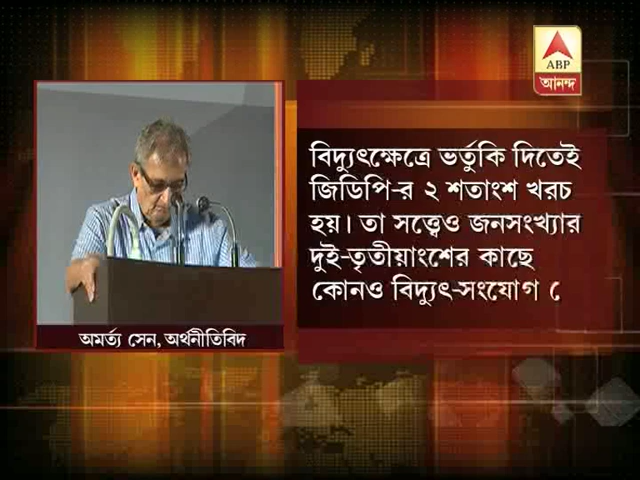 ABP
আনন্দ
বিদ্যুৎক্ষেত্রে ভর্তুকি দিতেই
জিডিপি-র ২ শতাংশ খরচ
হয়। তা সত্ত্বেও জনসংখ্যার
দুই-তৃতীয়াংশের কাছে
কোনও বিদ্যুৎ-সংযোগ
অমর্ত্য সেন, অর্থনীতিবিদ